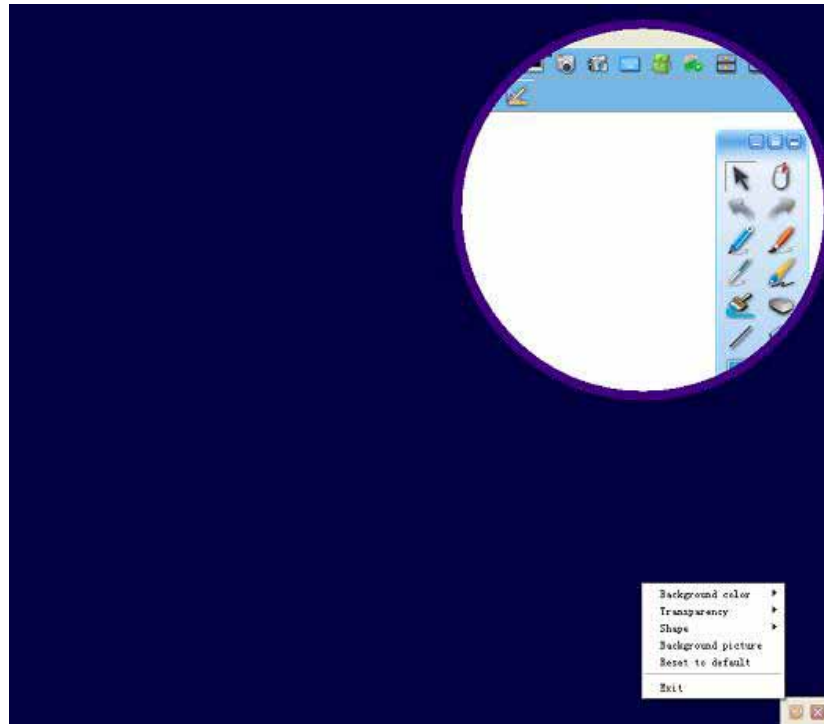 Background color
Transparency
Shape
Background picture
Reset to default
Exit